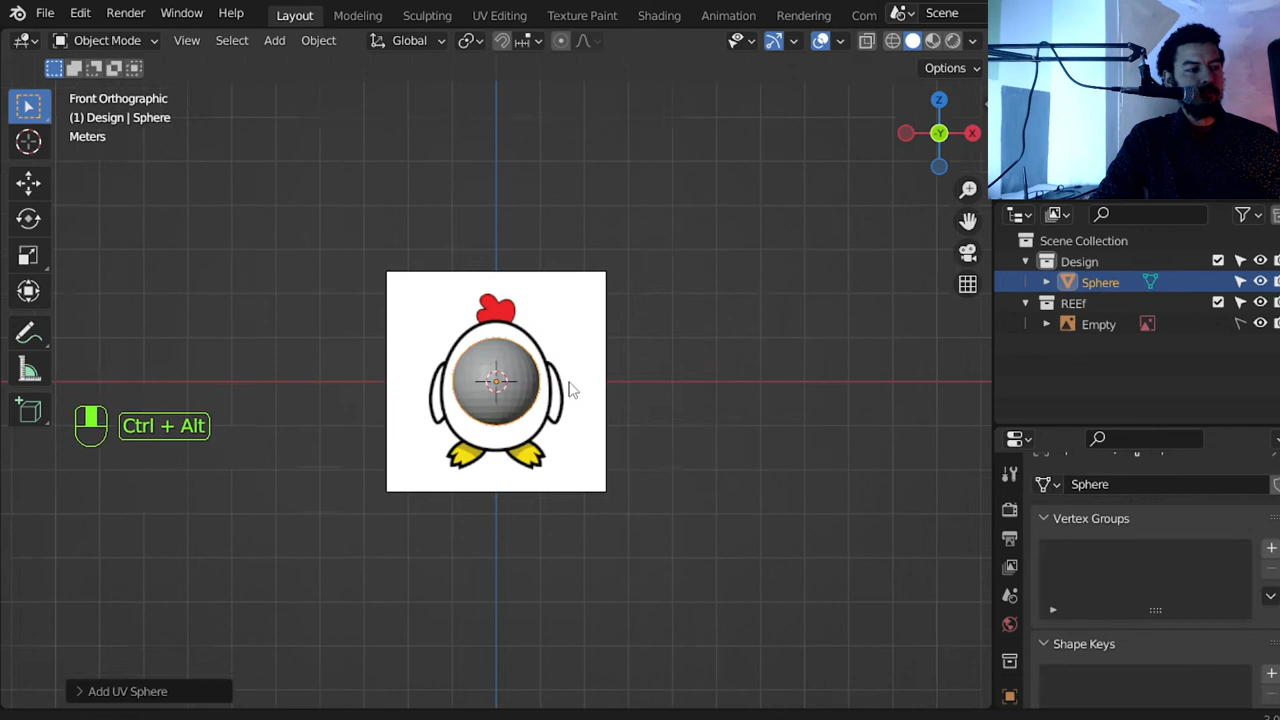 File Edit Render Window Help Layout Modeling Sculpting UV Editing Texture Paint Shading Animation Rendering Com Scene
Object Mode View Select Add Object Global
Options
Front Orthographic
(1) Design | Sphere
Meters
Z
-Y
X
Scene Collection
Design
Sphere
REEf
Empty
Ctrl + Alt
Sphere
Vertex Groups
Shape Keys
Add UV Sphere